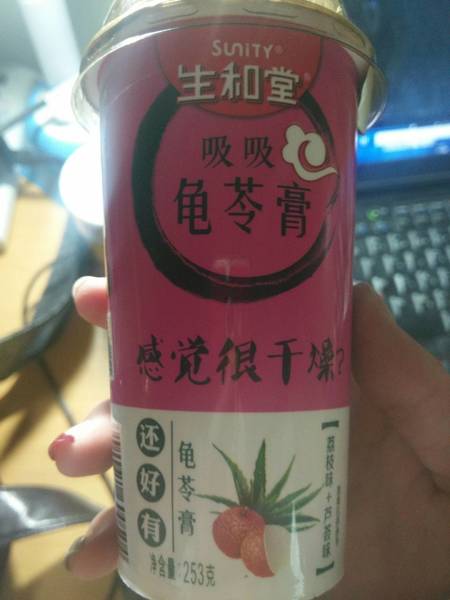 SUNITY®
生和堂®
吸吸
龟苓膏
感觉很干燥?
还好有
龟苓膏
【荔枝味+芦荟味】
净含量:253克